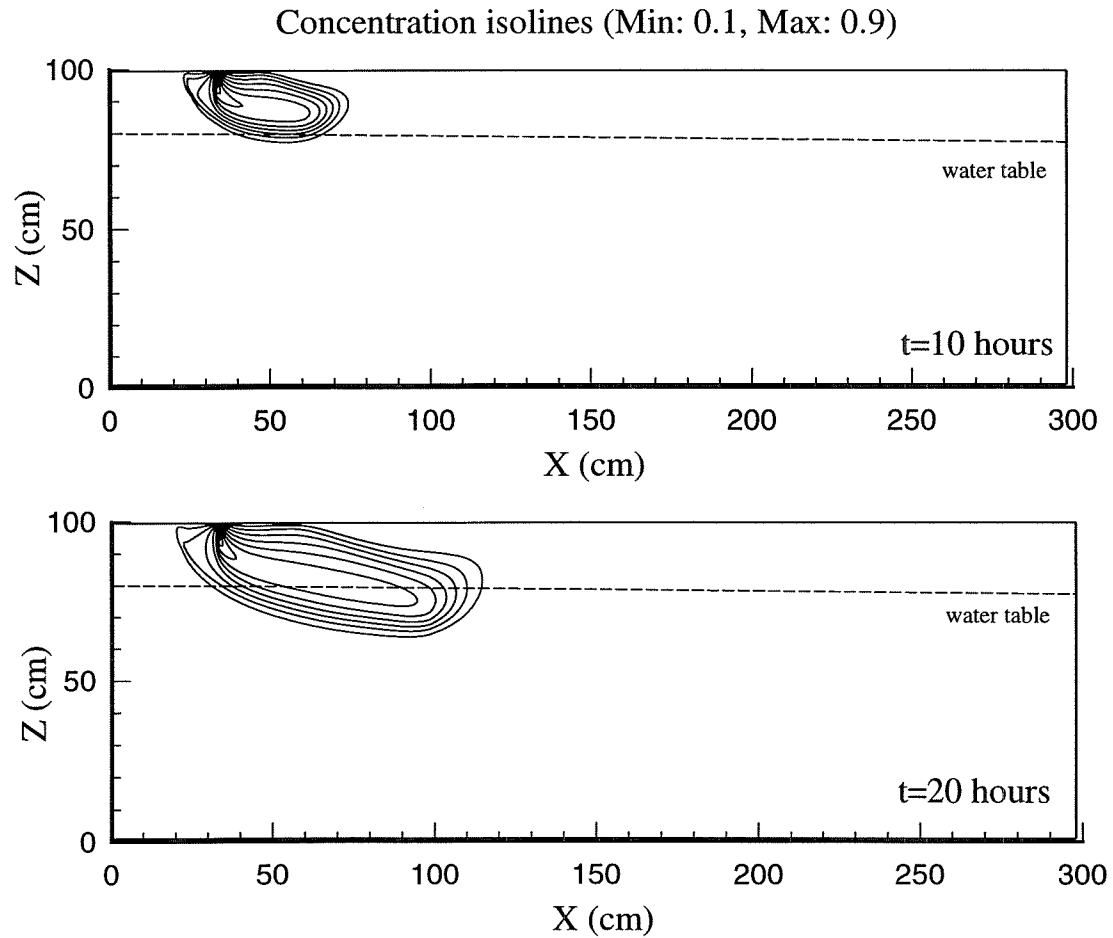 Concentration isolines (Min: 0.1, Max: 0.9)
100
water table
Z (cm)
50
t=10 hours
0
0 50 100 150 200 250 300
X (cm)
100
water table
Z (cm)
50
t=20 hours
0
0 50 100 150 200 250 300
X (cm)